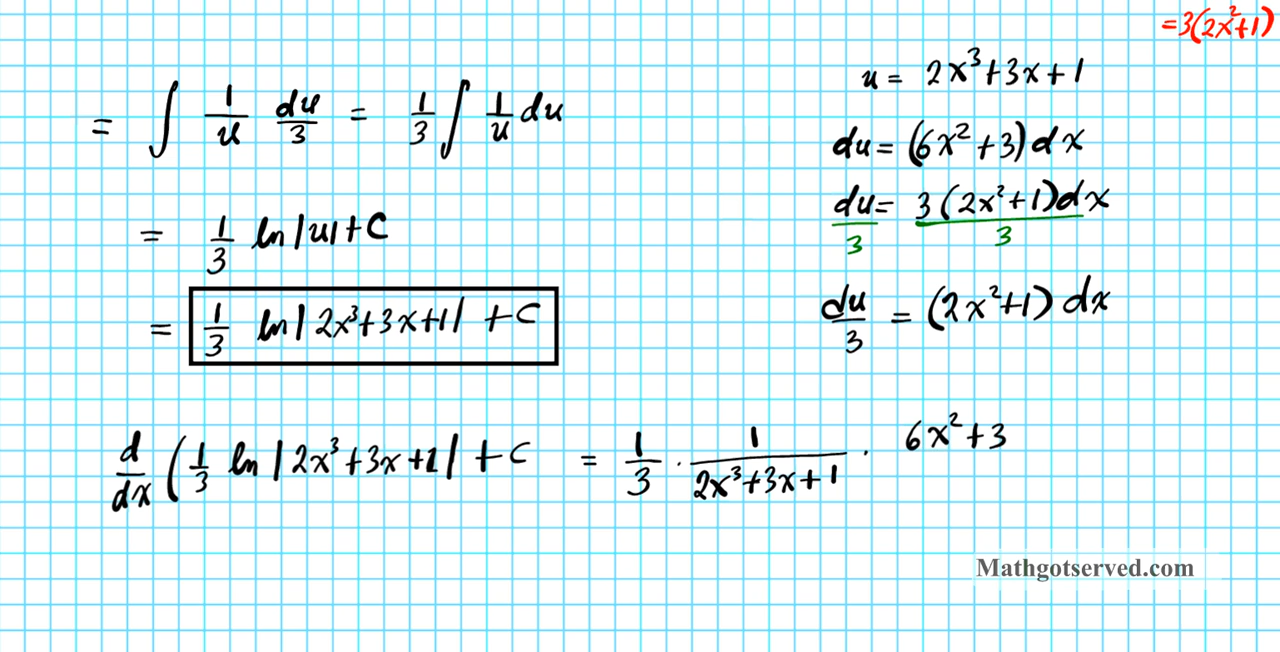 =3(2x²+1)
u = 2x³+3x+1
= ∫ 1/u du/3 = 1/3 ∫ 1/u du
du = (6x²+3)dx
du/3 = 3(2x²+1)dx/3
= 1/3 ln|u|+C
du/3 = (2x²+1)dx
= 1/3 ln|2x³+3x+1| + C
d/dx (1/3 ln|2x³+3x+1| + C = 1/3 · 1/(2x³+3x+1) · 6x²+3
Mathgotserved.com